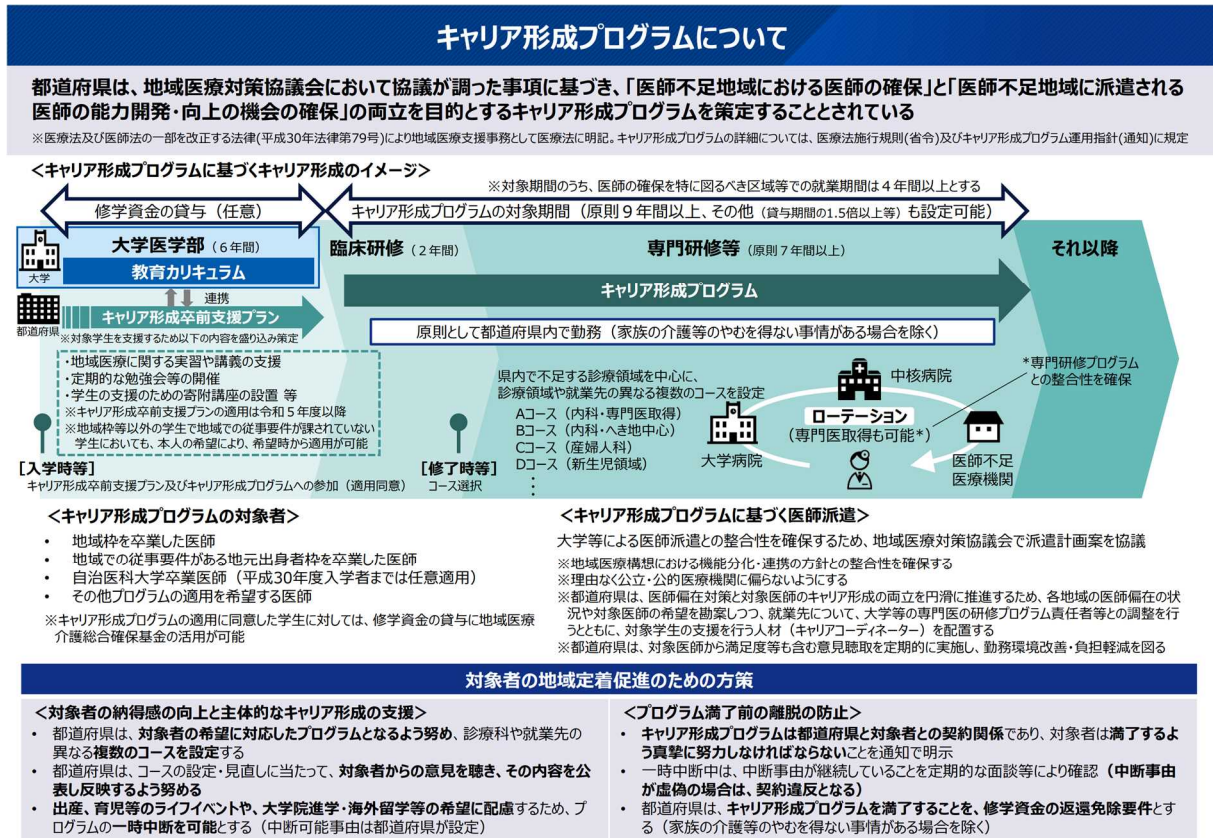 キャリア形成プログラムについて
都道府県は、地域医療対策協議会において協議が調った事項に基づき、「医師不足地域における医師の確保」と「医師不足地域に派遣される
医師の能力開発・向上の機会の確保」の両立を目的とするキャリア形成プログラムを策定することとされている
※医療法及び医師法の一部を改正する法律(平成30年法律第79号)により地域医療支援事務として医療法に明記。キャリア形成プログラムの詳細については、医療法施行規則(省令)及びキャリア形成プログラム運用指針(通知)に規定
＜キャリア形成プログラムに基づくキャリア形成のイメージ＞
※対象期間のうち、医師の確保を特に図るべき区域等での就業期間は４年間以上とする
修学資金の貸与（任意）
キャリア形成プログラムの対象期間（原則９年間以上、その他（貸与期間の1.5倍以上等）も設定可能）
大学医学部（６年間）
臨床研修（２年間）
専門研修等（原則７年間以上）
それ以降
大学
教育カリキュラム
連携
キャリア形成プログラム
都道府県
キャリア形成卒前支援プラン
※対象学生を支援するため以下の内容を盛り込み策定
原則として都道府県内で勤務（家族の介護等のやむを得ない事情がある場合を除く）
・地域医療に関する実習や講義の支援
・定期的な勉強会等の開催
・学生の支援のための寄附講座の設置 等
※キャリア形成卒前支援プランの適用は令和５年度以降
※地域枠等以外の学生で地域での従事要件が課されていない
学生においても、本人の希望により、希望時から適用が可能
県内で不足する診療領域を中心に、
診療領域や就業先の異なる複数のコースを設定
Aコース（内科・専門医取得）
Bコース（内科・へき地中心）
Cコース（産婦人科）
Dコース（新生児領域）
⋮
大学病院
中核病院
*専門研修プログラム
との整合性を確保
ローテーション
（専門医取得も可能*）
医師不足
医療機関
［入学時等］
キャリア形成卒前支援プラン及びキャリア形成プログラムへの参加（適用同意）
［修了時等］
コース選択
＜キャリア形成プログラムの対象者＞
• 地域枠を卒業した医師
• 地域での従事要件がある地元出身者枠を卒業した医師
• 自治医科大学卒業医師（平成30年度入学者までは任意適用）
• その他プログラムの適用を希望する医師
※キャリア形成プログラムの適用に同意した学生に対しては、修学資金の貸与に地域医療
介護総合確保基金の活用が可能
＜キャリア形成プログラムに基づく医師派遣＞
大学等による医師派遣との整合性を確保するため、地域医療対策協議会で派遣計画案を協議
※地域医療構想における機能分化・連携の方針との整合性を確保する
※理由なく公立・公的医療機関に偏らないようにする
※都道府県は、医師偏在対策と対象医師のキャリア形成の両立を円滑に推進するため、各地域の医師偏在の状
況や対象医師の希望を勘案しつつ、就業先について、大学等の専門医の研修プログラム責任者等との調整を行
うとともに、対象学生の支援を行う人材（キャリアコーディネーター）を配置する
※都道府県は、対象医師から満足度等も含む意見聴取を定期的に実施し、勤務環境改善・負担軽減を図る
対象者の地域定着促進のための方策
＜対象者の納得感の向上と主体的なキャリア形成の支援＞
• 都道府県は、対象者の希望に対応したプログラムとなるよう努め、診療科や就業先の
異なる複数のコースを設定する
• 都道府県は、コースの設定・見直しに当たって、対象者からの意見を聴き、その内容を公
表し反映するよう努める
• 出産、育児等のライフイベントや、大学院進学・海外留学等の希望に配慮するため、プ
ログラムの一時中断を可能とする（中断可能事由は都道府県が設定）
＜プログラム満了前の離脱の防止＞
• キャリア形成プログラムは都道府県と対象者との契約関係であり、対象者は満了するよ
う真摯に努力しなければならないことを通知で明示
• 一時中断中は、中断事由が継続していることを定期的な面談等により確認（中断事由
が虚偽の場合は、契約違反となる）
• 都道府県は、キャリア形成プログラムを満了することを、修学資金の返還免除要件とす
る（家族の介護等のやむを得ない事情がある場合を除く）